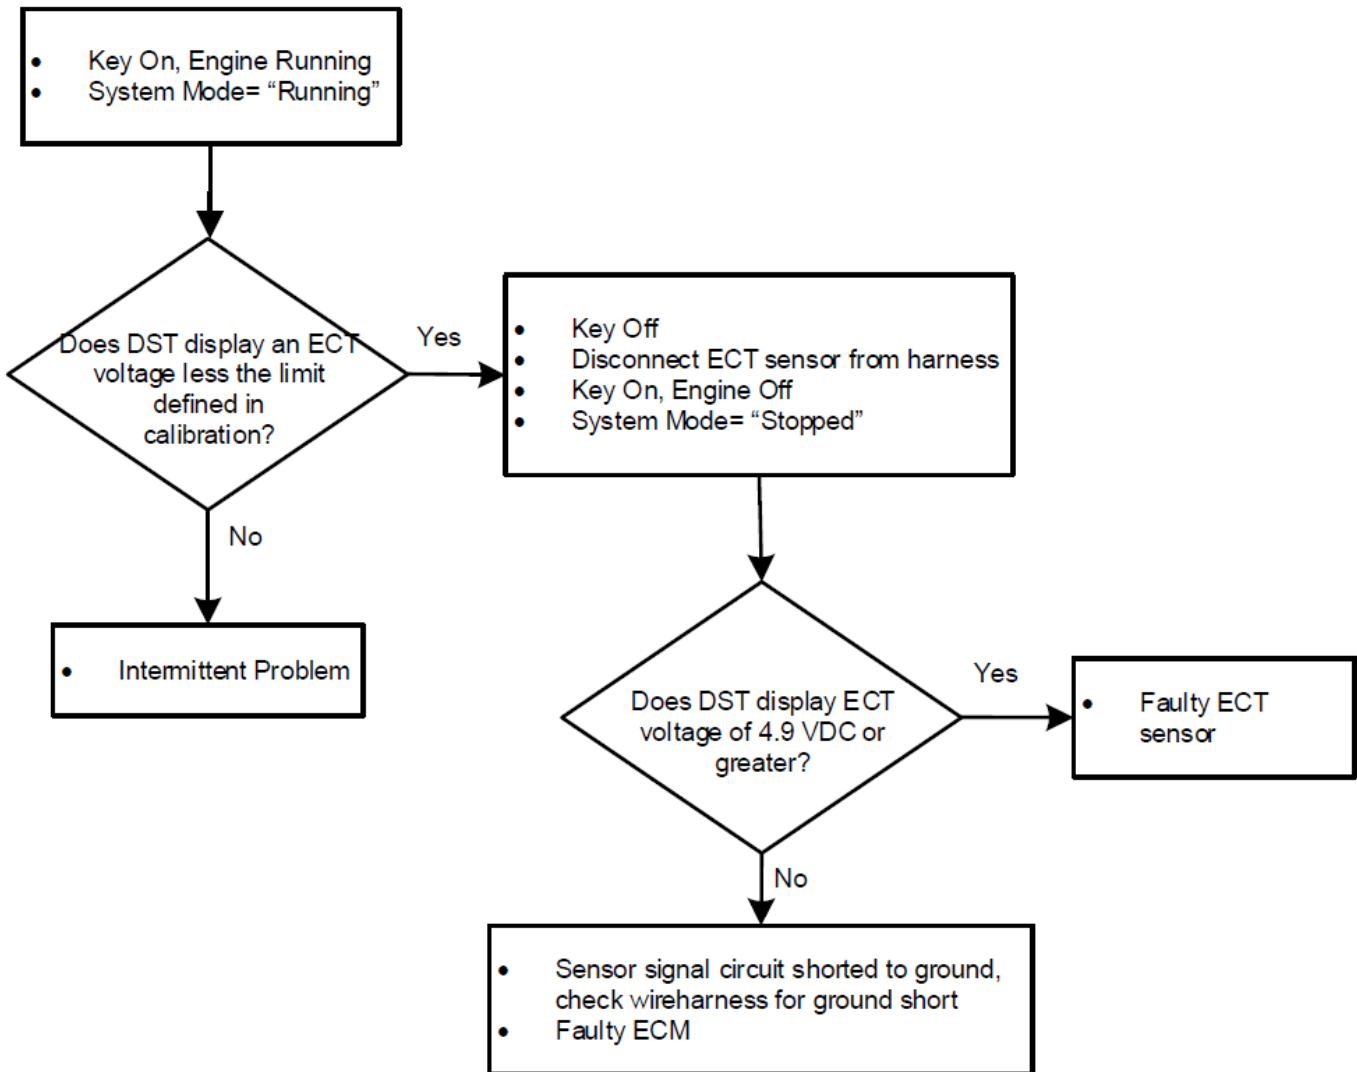 • Key On, Engine Running
• System Mode= “Running”
Does DST display an ECT
voltage less the limit
defined in
calibration?
Yes
No
• Intermittent Problem
• Key Off
• Disconnect ECT sensor from harness
• Key On, Engine Off
• System Mode= “Stopped”
Does DST display ECT
voltage of 4.9 VDC or
greater?
Yes
• Faulty ECT
sensor
No
• Sensor signal circuit shorted to ground,
check wireharness for ground short
• Faulty ECM